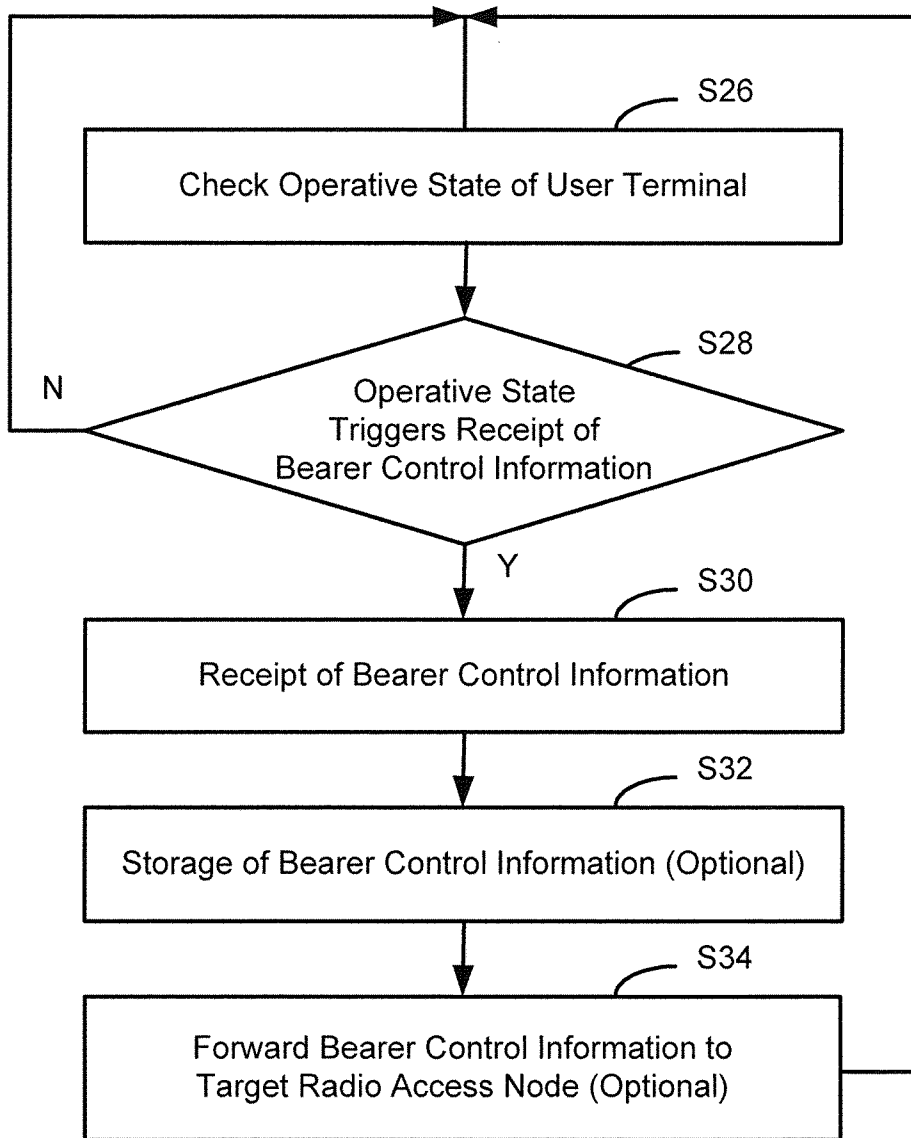 S26
Check Operative State of User Terminal
S28
N
Operative State
Triggers Receipt of
Bearer Control Information
Y
S30
Receipt of Bearer Control Information
S32
Storage of Bearer Control Information (Optional)
S34
Forward Bearer Control Information to
Target Radio Access Node (Optional)